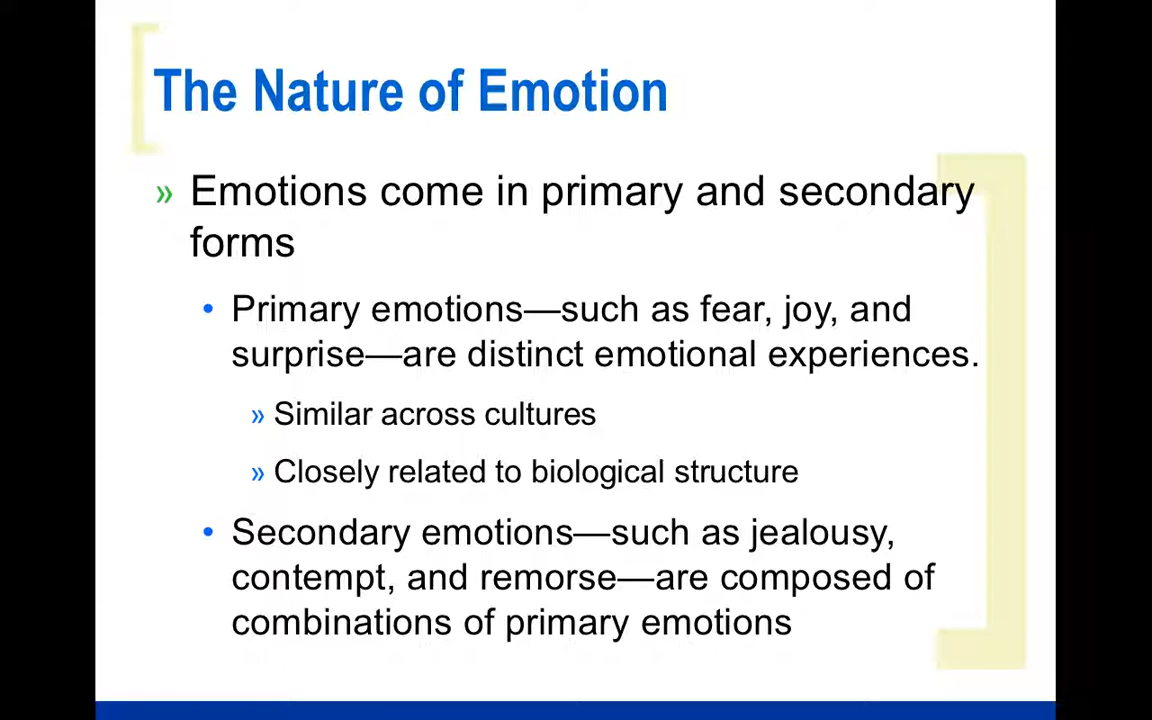 The Nature of Emotion
» Emotions come in primary and secondary
forms
• Primary emotions—such as fear, joy, and
surprise—are distinct emotional experiences.
» Similar across cultures
» Closely related to biological structure
• Secondary emotions—such as jealousy,
contempt, and remorse—are composed of
combinations of primary emotions